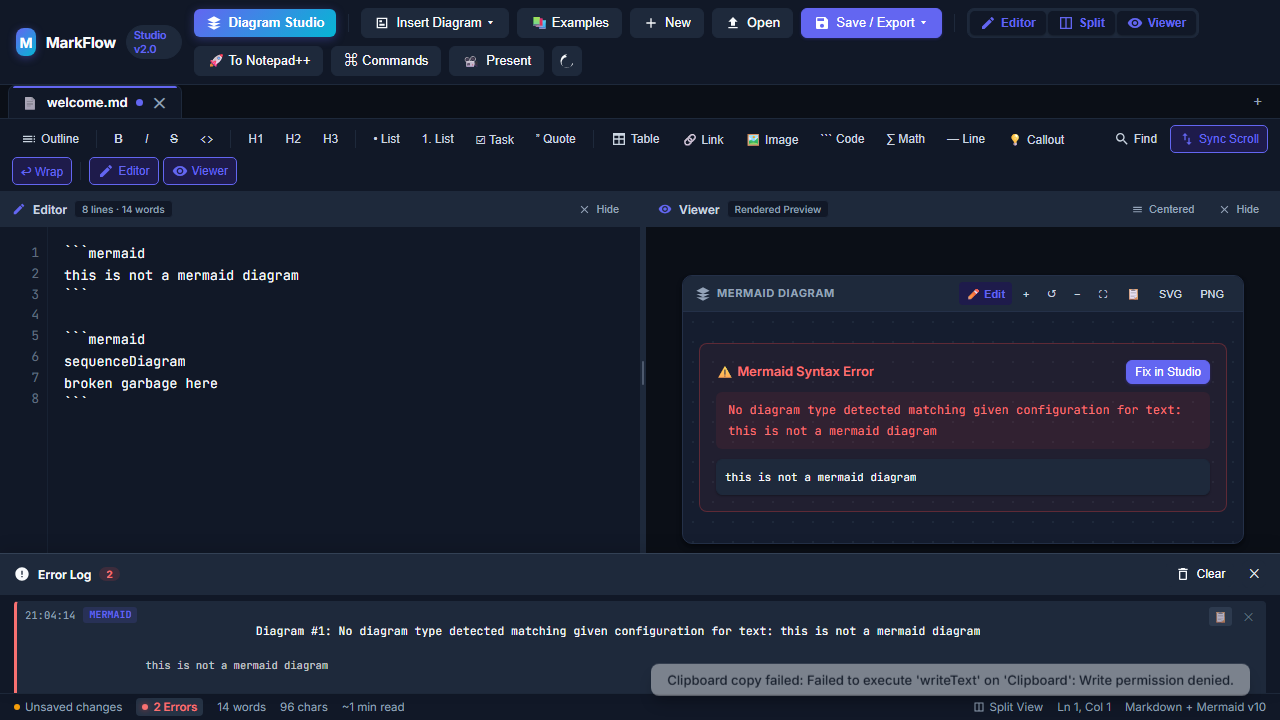 M MarkFlow Studio v2.0
Diagram Studio
Insert Diagram
Examples
+ New
Open
Save / Export
Editor
Split
Viewer
To Notepad++
⌘ Commands
Present
welcome.md
+
Outline
B
I
S
<>
H1
H2
H3
• List
1. List
☑ Task
" Quote
Table
Link
Image
``` Code
∑ Math
— Line
Callout
Find
Sync Scroll
↩ Wrap
Editor
Viewer
Editor 8 lines · 14 words
× Hide
Viewer Rendered Preview
Centered
× Hide
1 ```mermaid
2 this is not a mermaid diagram
3 ```
4
5 ```mermaid
6 sequenceDiagram
7 broken garbage here
8 ```
MERMAID DIAGRAM
Edit
+
↺
−
SVG
PNG
Mermaid Syntax Error
Fix in Studio
No diagram type detected matching given configuration for text:
this is not a mermaid diagram
this is not a mermaid diagram
Error Log 2
Clear
×
21:04:14 MERMAID
Diagram #1: No diagram type detected matching given configuration for text: this is not a mermaid diagram
this is not a mermaid diagram
Clipboard copy failed: Failed to execute 'writeText' on 'Clipboard': Write permission denied.
Unsaved changes
2 Errors
14 words
96 chars
~1 min read
Split View
Ln 1, Col 1
Markdown + Mermaid v10